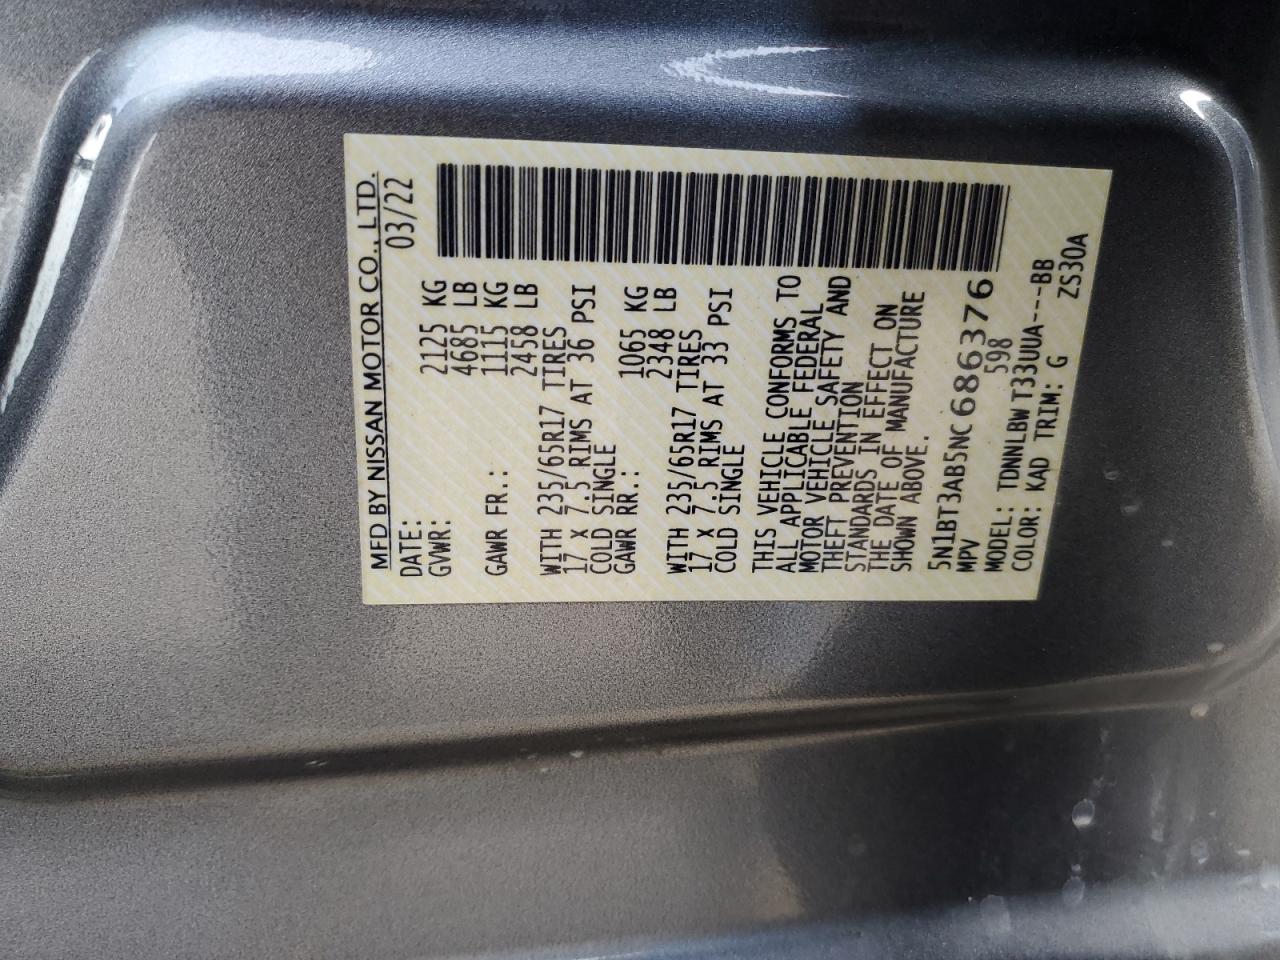 MFD BY NISSAN MOTOR CO., LTD.
DATE: 03/22
GVWR: 2125 KG
4685 LB
GAWR FR.: 1115 KG
2458 LB
WITH 235/65R17 TIRES
17 X 7.5 RIMS AT 36 PSI
COLD SINGLE
GAWR RR.: 1065 KG
2348 LB
WITH 235/65R17 TIRES
17 X 7.5 RIMS AT 33 PSI
COLD SINGLE
THIS VEHICLE CONFORMS TO
ALL APPLICABLE FEDERAL
MOTOR VEHICLE SAFETY AND
THEFT PREVENTION
STANDARDS IN EFFECT ON
THE DATE OF MANUFACTURE
SHOWN ABOVE.
5N1BT3AB5NC686376
MPV 598
MODEL: TDNNLBW T33UUA----BB
COLOR: KAD TRIM: G ZS30A